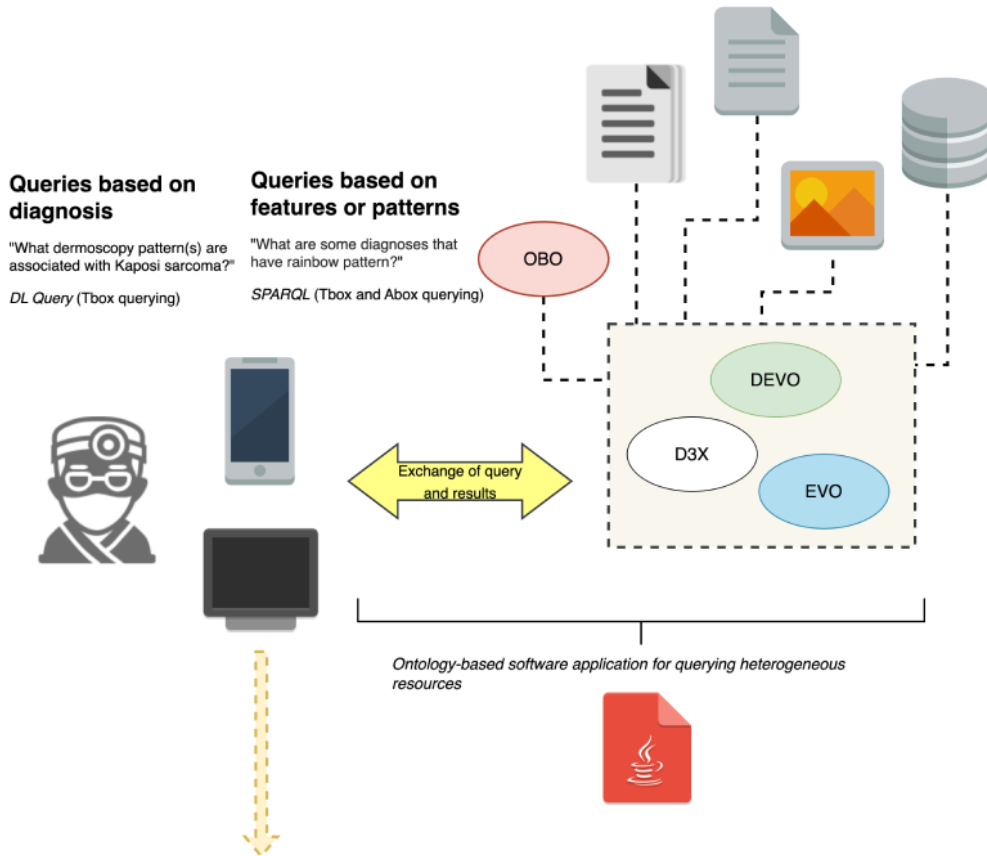 Queries based on
diagnosis
"What dermoscopy pattern(s) are
associated with Kaposi sarcoma?"
DL Query (Tbox querying)
Queries based on
features or patterns
"What are some diagnoses that
have rainbow pattern?"
SPARQL (Tbox and Abox querying)
OBO
DEVO
D3X
EVO
Exchange of query
and results
Ontology-based software application for querying heterogeneous
resources